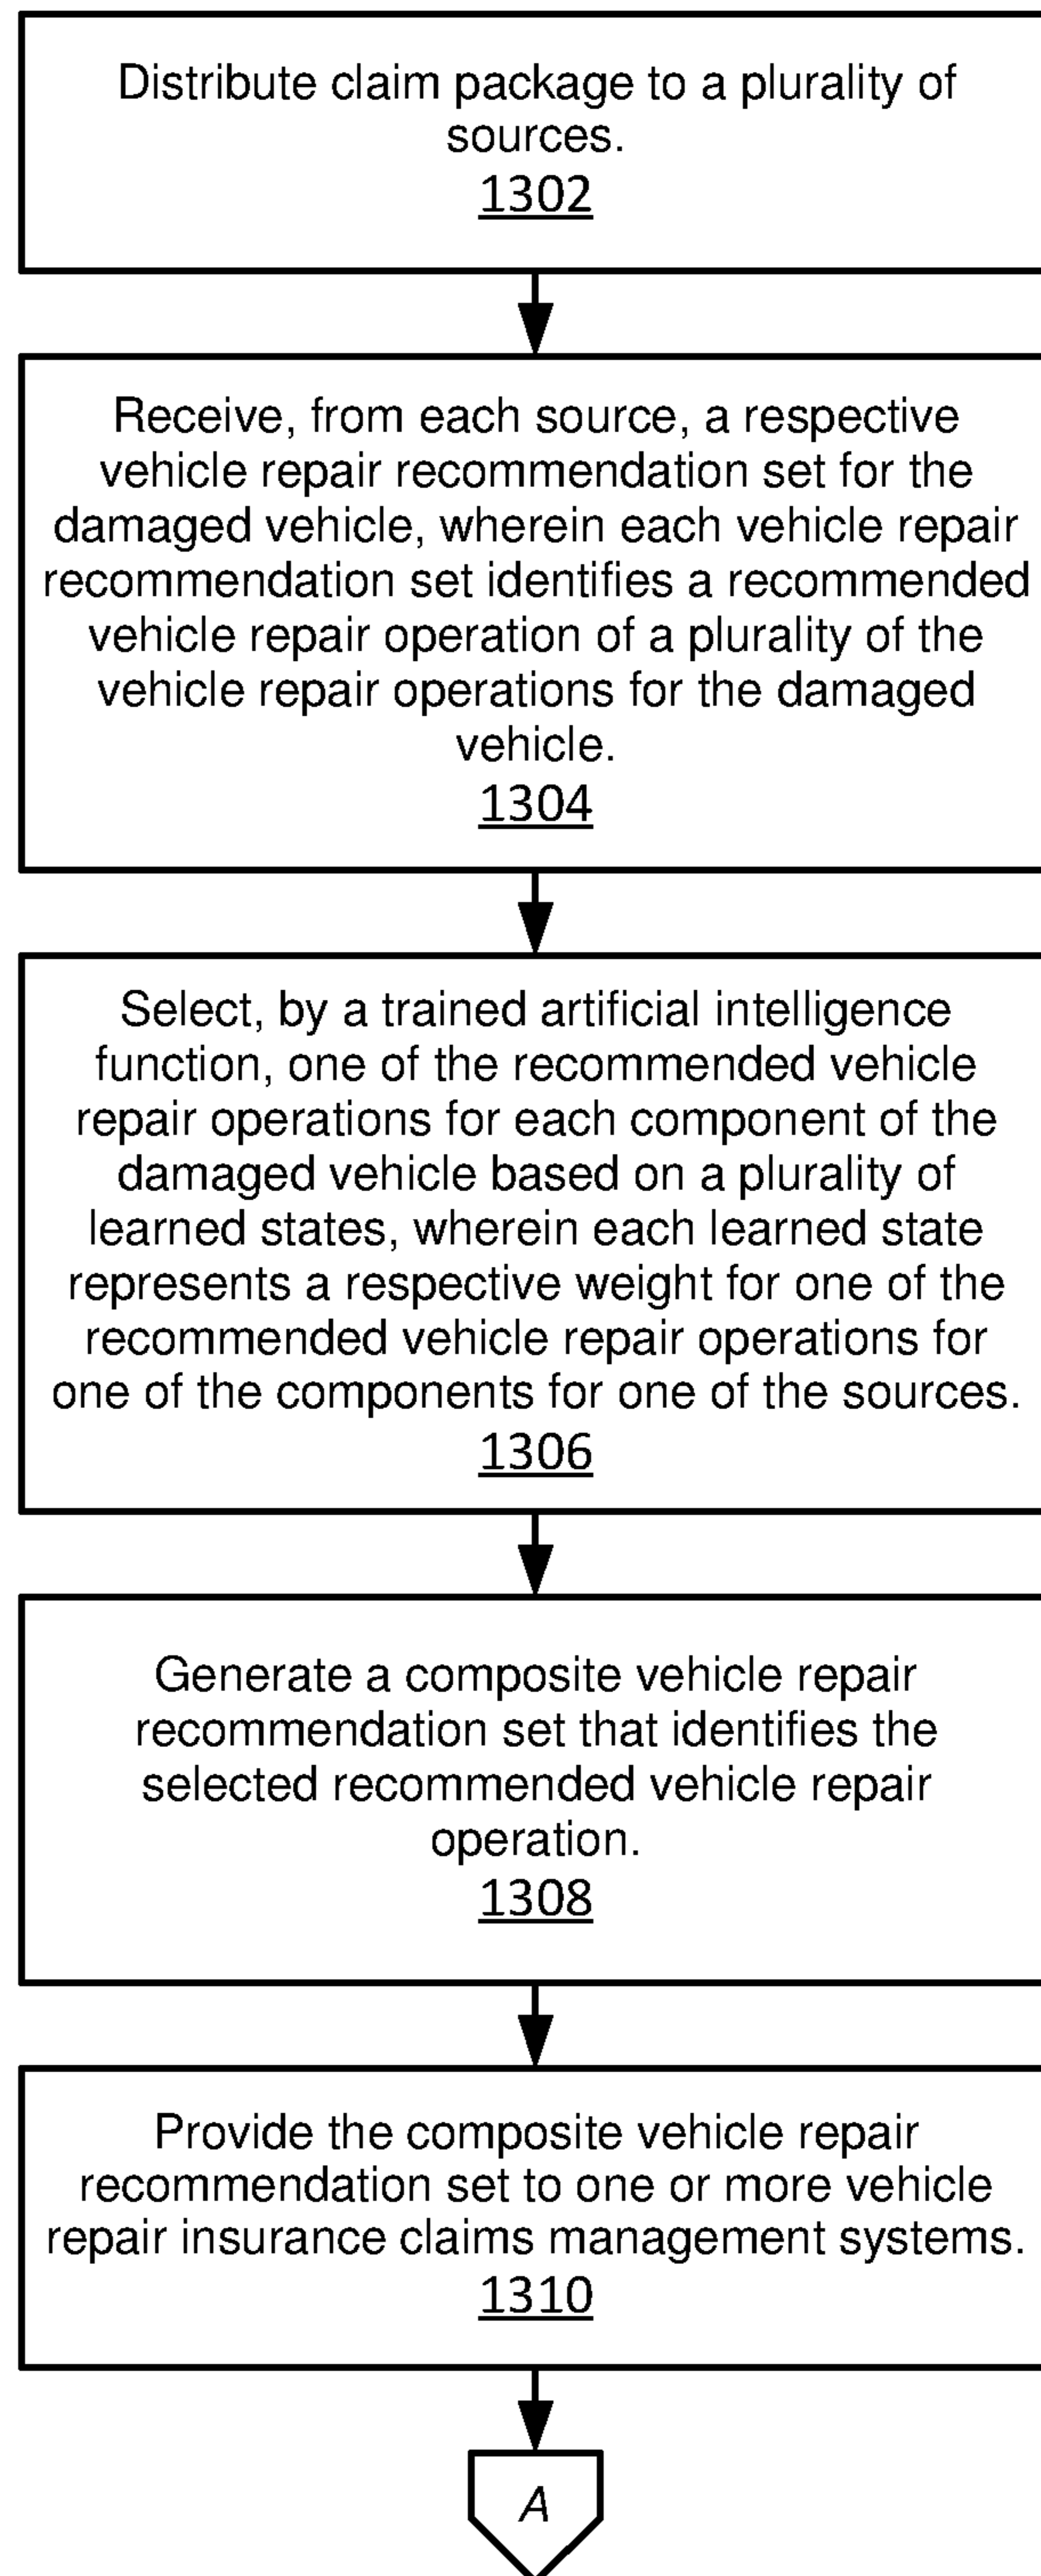 Distribute claim package to a plurality of
sources.
1302
Receive, from each source, a respective
vehicle repair recommendation set for the
damaged vehicle, wherein each vehicle repair
recommendation set identifies a recommended
vehicle repair operation of a plurality of the
vehicle repair operations for the damaged
vehicle.
1304
Select, by a trained artificial intelligence
function, one of the recommended vehicle
repair operations for each component of the
damaged vehicle based on a plurality of
learned states, wherein each learned state
represents a respective weight for one of the
recommended vehicle repair operations for
one of the components for one of the sources.
1306
Generate a composite vehicle repair
recommendation set that identifies the
selected recommended vehicle repair
operation.
1308
Provide the composite vehicle repair
recommendation set to one or more vehicle
repair insurance claims management systems.
1310
A